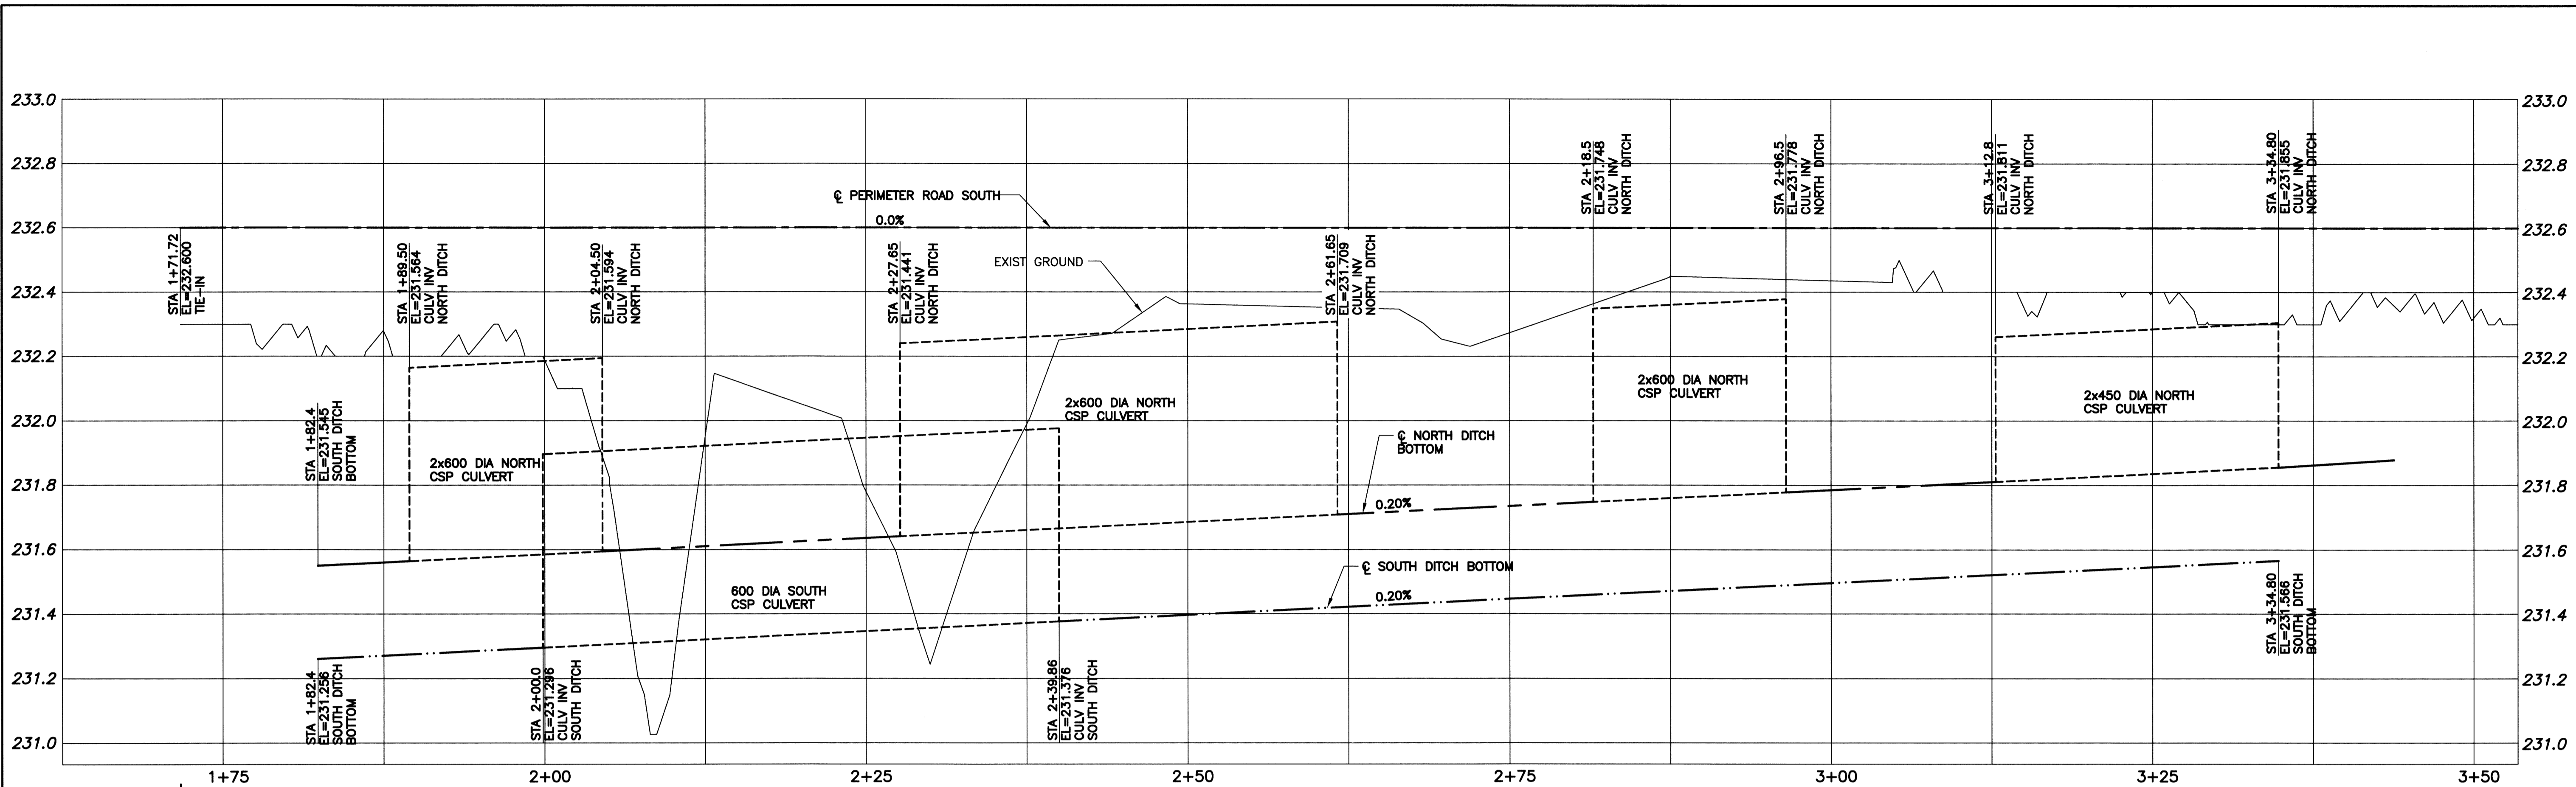 233.0
233.0
232.8
232.8
232.6
232.6
232.4
232.4
232.2
232.2
232.0
232.0
231.8
231.8
231.6
231.6
231.4
231.4
231.2
231.2
231.0
231.0
STA 1+71.72
EL=232.600
TIE-IN
STA 1+82.4
EL=231.545
SOUTH DITCH
BOTTOM
STA 1+82.4
EL=231.256
SOUTH DITCH
BOTTOM
STA 1+89.50
EL=231.564
CULV INV
NORTH DITCH
2x600 DIA NORTH
CSP CULVERT
STA 2+00.0
EL=231.296
CULV INV
SOUTH DITCH
STA 2+04.50
EL=231.594
CULV INV
NORTH DITCH
600 DIA SOUTH
CSP CULVERT
℄ PERIMETER ROAD SOUTH
0.0%
STA 2+27.65
EL=231.441
CULV INV
NORTH DITCH
EXIST GROUND
2x600 DIA NORTH
CSP CULVERT
STA 2+39.86
EL=231.376
CULV INV
SOUTH DITCH
STA 2+61.65
EL=231.709
CULV INV
NORTH DITCH
℄ NORTH DITCH
BOTTOM
0.20%
℄ SOUTH DITCH BOTTOM
0.20%
STA 2+18.5
EL=231.748
CULV INV
NORTH DITCH
2x600 DIA NORTH
CSP CULVERT
STA 2+96.5
EL=231.778
CULV INV
NORTH DITCH
STA 3+12.8
EL=231.811
CULV INV
NORTH DITCH
2x450 DIA NORTH
CSP CULVERT
STA 3+34.80
EL=231.855
CULV INV
NORTH DITCH
STA 3+34.80
EL=231.566
SOUTH DITCH
BOTTOM
1+75
2+00
2+25
2+50
2+75
3+00
3+25
3+50